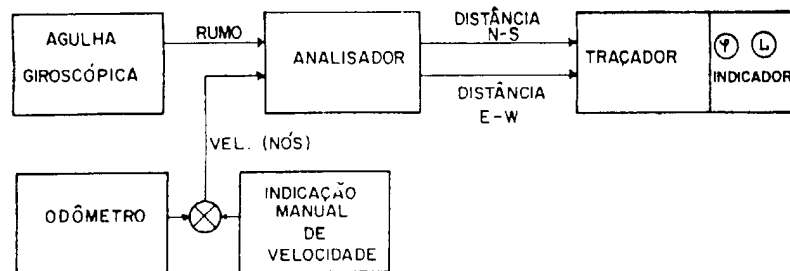 AGULHA
GIROSCÓPICA
RUMO
ANALISADOR
DISTÂNCIA
N-S
DISTÂNCIA
E-W
TRAÇADOR
φ L
INDICADOR
VEL. (NÓS)
ODÔMETRO
INDICAÇÃO
MANUAL
DE
VELOCIDADE